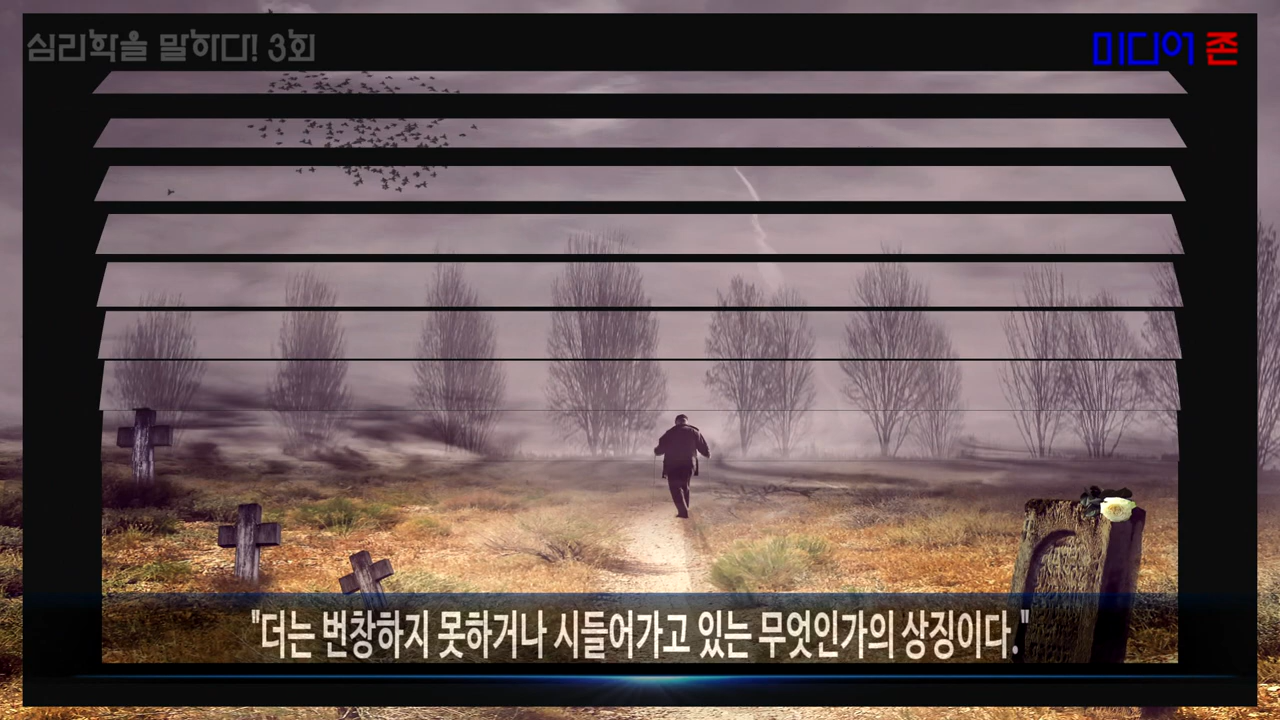 심리학을 말하다! 3회
미디어 존
"더는 번창하지 못하거나 시들어가고 있는 무엇인가의 상징이다."